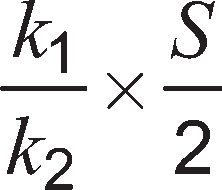 k₁/k₂ × S/2